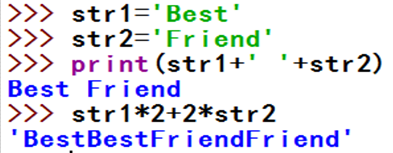 >>> str1='Best'
>>> str2='Friend'
>>> print(str1+' '+str2)
Best Friend
>>> str1*2+2*str2
'BestBestFriendFriend'